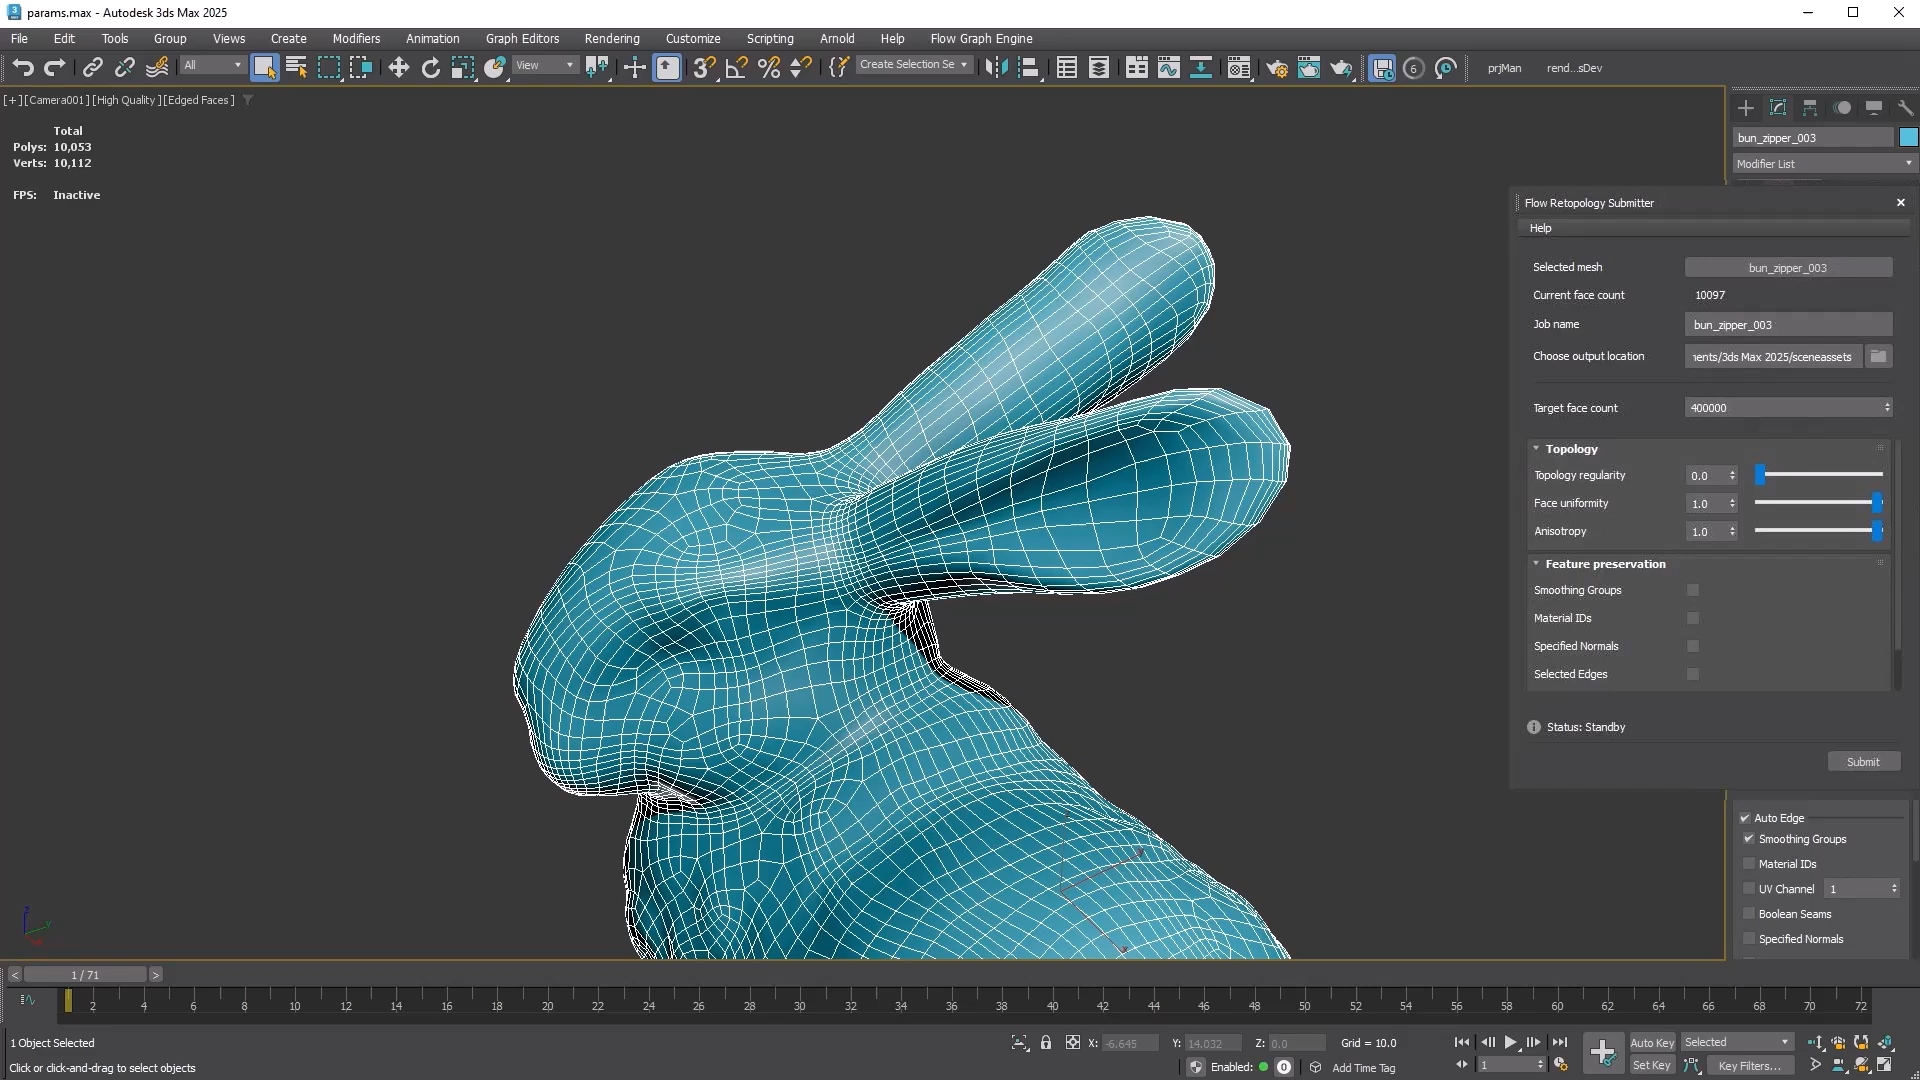 params.max - Autodesk 3ds Max 2025
File Edit Tools Group Views Create Modifiers Animation Graph Editors Rendering Customize Scripting Arnold Help Flow Graph Engine
All View Create Selection Se prjMan rend...sDev
[+] [Camera001] [High Quality] [Edged Faces]
Total
Polys: 10,053
Verts: 10,112
FPS: Inactive
bun_zipper_003
Modifier List
Flow Retopology Submitter
Help
Selected mesh bun_zipper_003
Current face count 10097
Job name bun_zipper_003
Choose output location nents/3ds Max 2025/sceneassets
Target face count 400000
Topology
Topology regularity 0.0
Face uniformity 1.0
Anisotropy 1.0
Feature preservation
Smoothing Groups
Material IDs
Specified Normals
Selected Edges
Status: Standby
Submit
Auto Edge
Smoothing Groups
Material IDs
UV Channel 1
Boolean Seams
Specified Normals
< 1 / 71 >
2 4 6 8 10 12 14 16 18 20 22 24 26 28 30 32 34 36 38 40 42 44 46 48 50 52 54 56 58 60 62 64 66 68 70 72
1 Object Selected X: -6.645 Y: 14.032 Z: 0.0 Grid = 10.0 Auto Key Selected
Click or click-and-drag to select objects Enabled: 0 Add Time Tag 1 Set Key Key Filters...